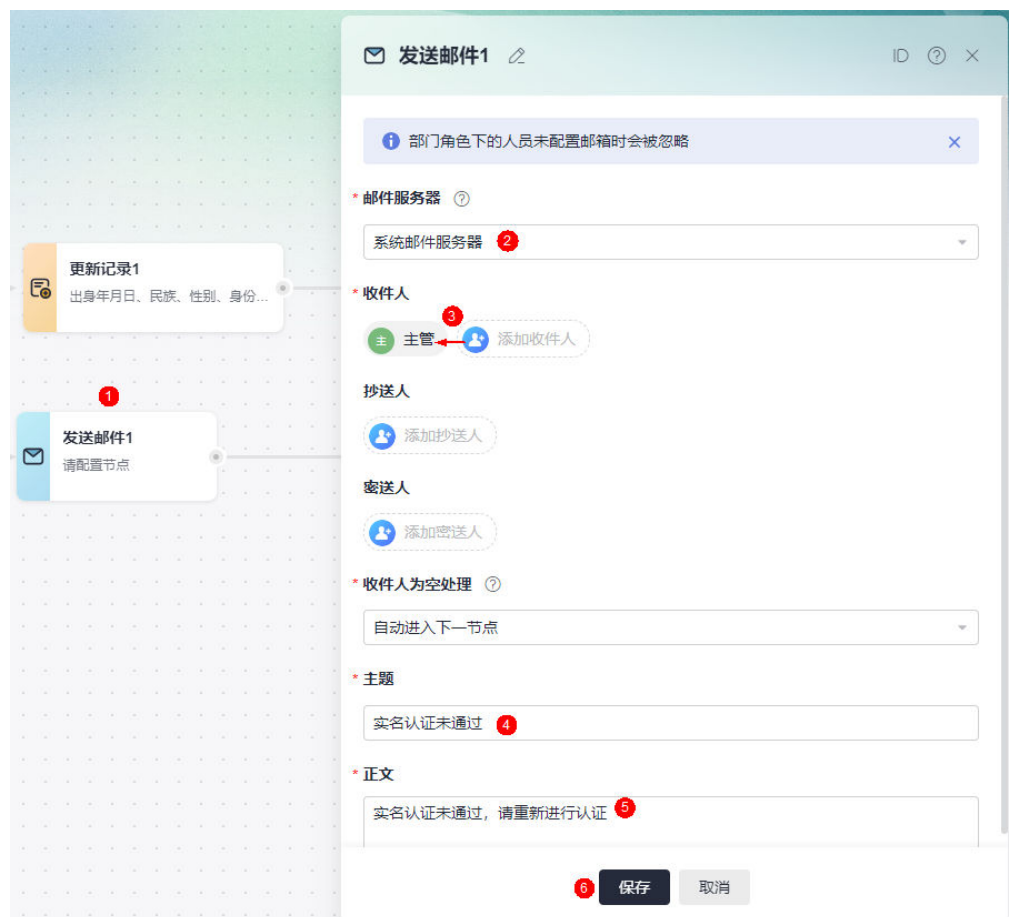 发送邮件1
ID
部门角色下的人员未配置邮箱时会被忽略
* 邮件服务器
系统邮件服务器 2
更新记录1
出身年月日、民族、性别、身份...
* 收件人
3
主 主管 添加收件人
抄送人
1
发送邮件1
请配置节点
添加抄送人
密送人
添加密送人
* 收件人为空处理
自动进入下一节点
* 主题
实名认证未通过 4
* 正文
实名认证未通过，请重新进行认证 5
6 保存 取消